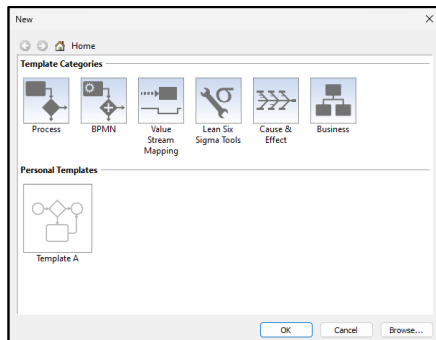 New
Home
Template Categories
Process
BPMN
Value
Stream
Mapping
Lean Six
Sigma Tools
Cause &
Effect
Business
Personal Templates
Template A
OK
Cancel
Browse...